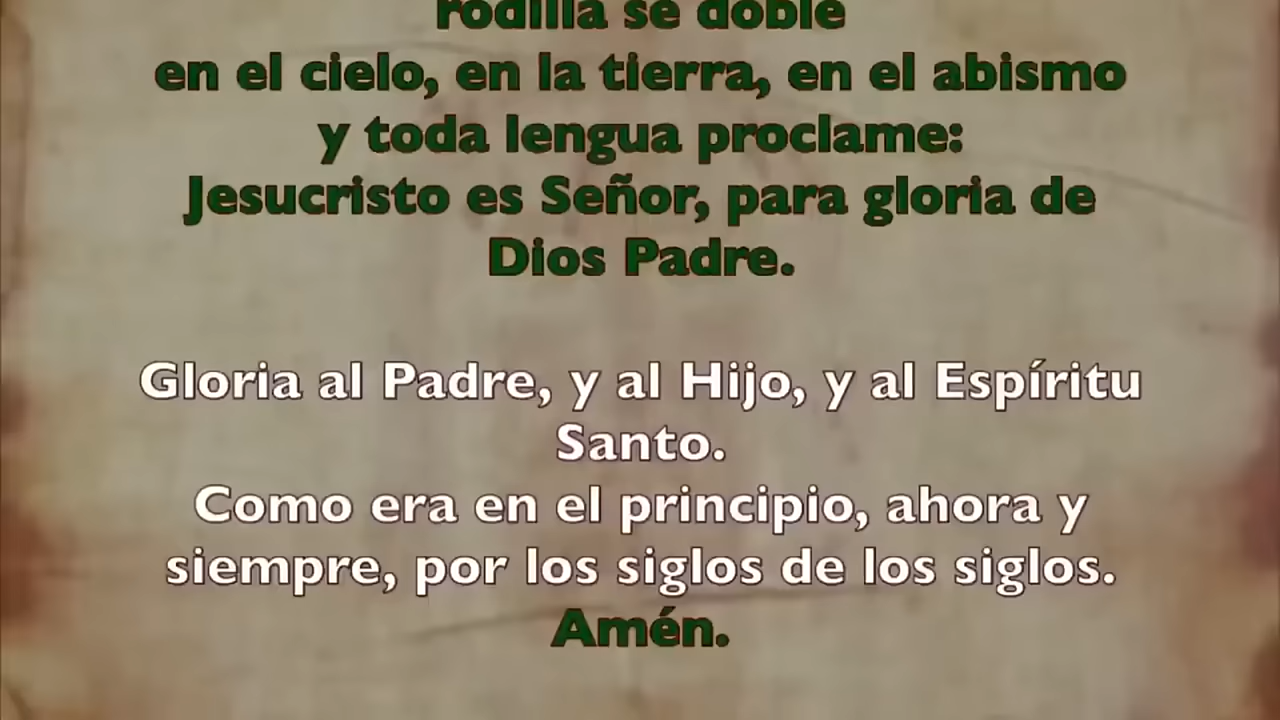 rodilla se doble
en el cielo, en la tierra, en el abismo
y toda lengua proclame:
Jesucristo es Señor, para gloria de
Dios Padre.
Gloria al Padre, y al Hijo, y al Espíritu
Santo.
Como era en el principio, ahora y
siempre, por los siglos de los siglos.
Amén.